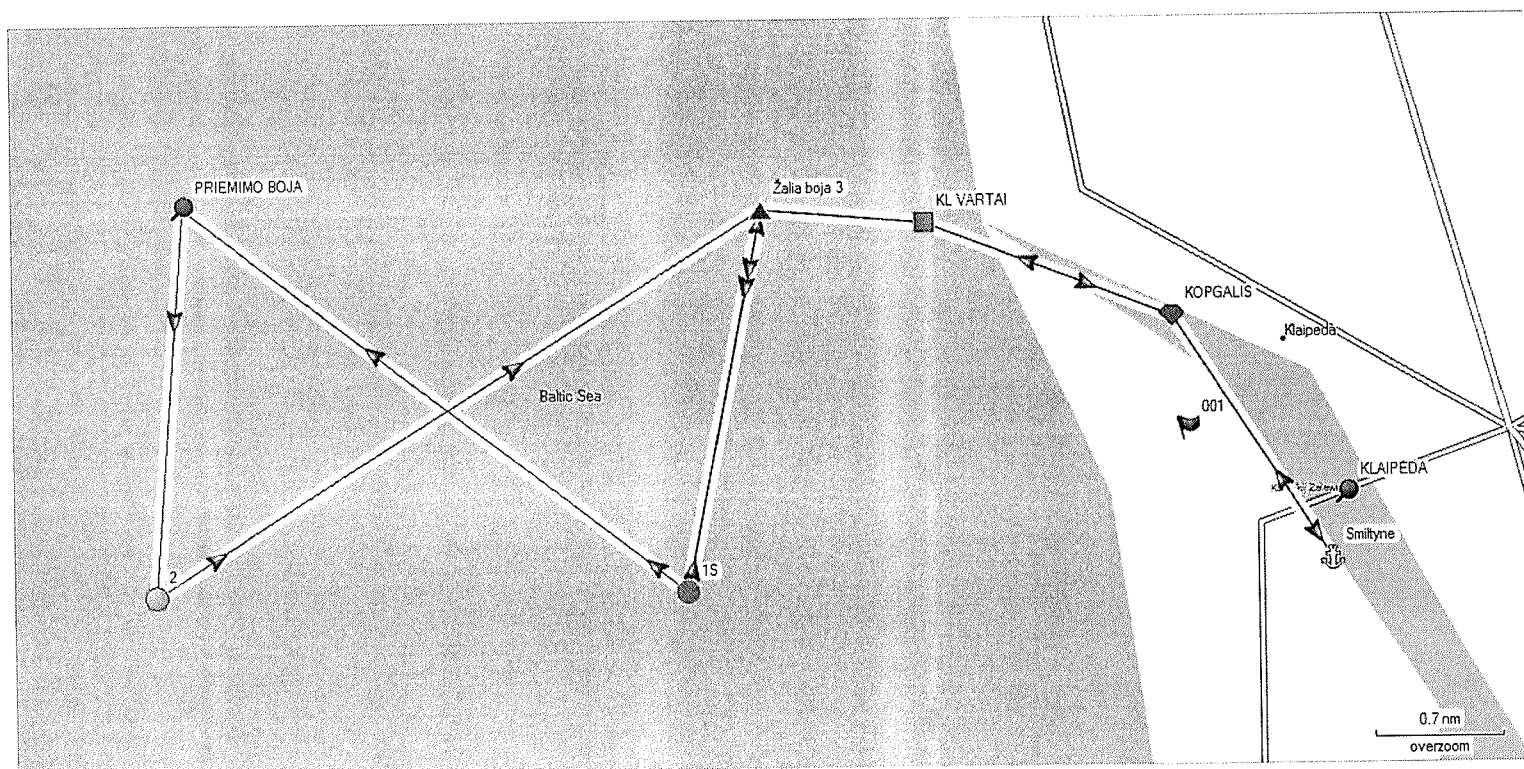 PRIEMIMO BOJA
Žalia boja 3
KL VARTAI
KOPGALIS
Klaipeda
Baltic Sea
001
KLAIPEDA
Smiltyne
2
1S
0.7 nm
overzoom